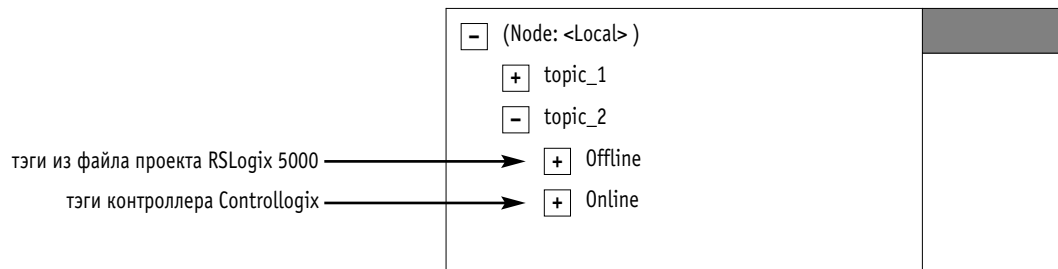 (Node: <Local> )
topic_1
topic_2
тэги из файла проекта RSLogix 5000
Offline
тэги контроллера Controllogix
Online